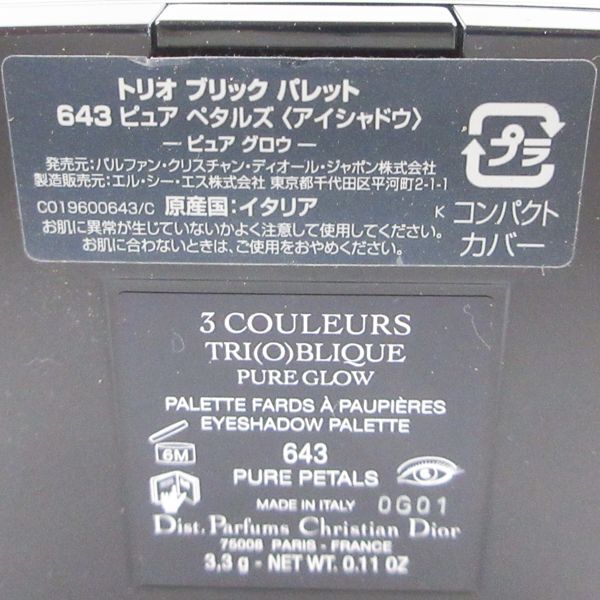 トリオ ブリック パレット
643 ピュア ペタルズ〈アイシャドウ〉
― ピュア グロウ ―
発売元:パルファン・クリスチャン・ディオール・ジャポン株式会社
製造販売元:エル・シー・エス株式会社 東京都千代田区平河町2-1-1
C019600643/C 原産国:イタリア K
お肌に異常が生じていないかよく注意して使用してください。
お肌に合わないときは、ご使用をおやめください。
プラ
コンパクト
カバー
3 COULEURS
TRI(O)BLIQUE
PURE GLOW
PALETTE FARDS À PAUPIÈRES
EYESHADOW PALETTE
6M
643
PURE PETALS
MADE IN ITALY 0G01
Dist. Parfums Christian Dior
75008 PARIS - FRANCE
3,3 g - NET WT. 0.11 OZ